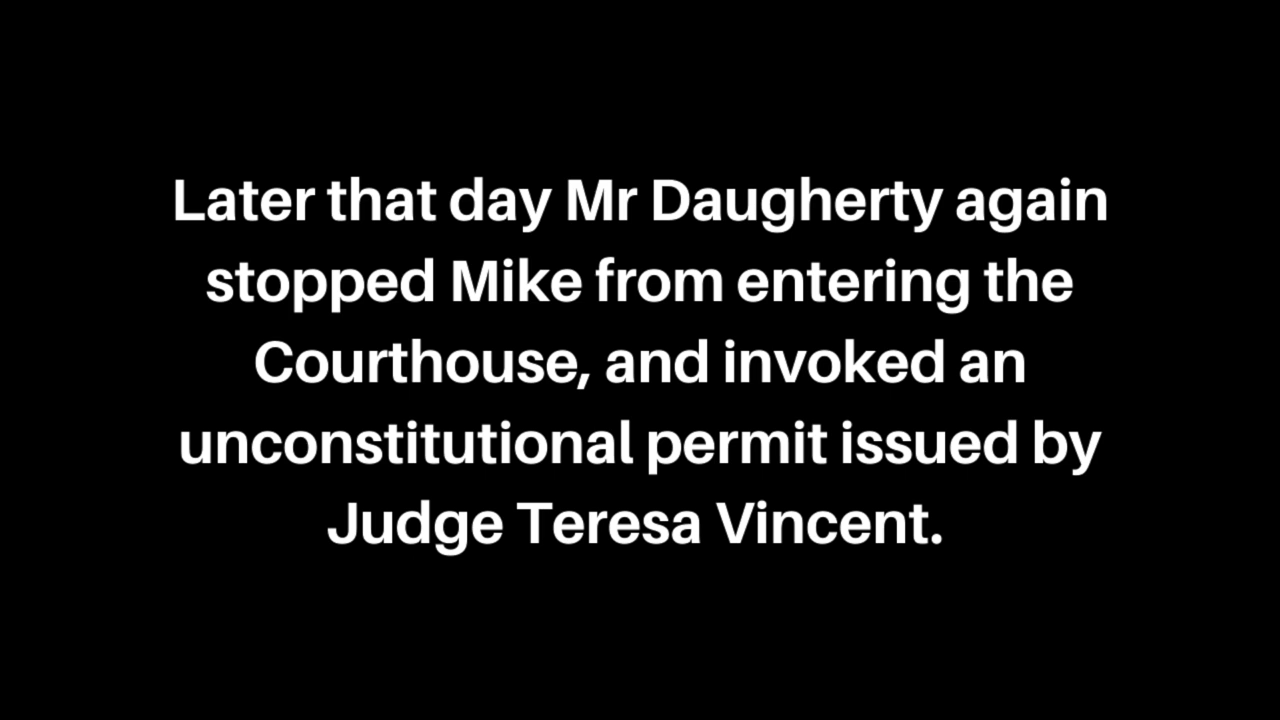 Later that day Mr Daugherty again
stopped Mike from entering the
Courthouse, and invoked an
unconstitutional permit issued by
Judge Teresa Vincent.